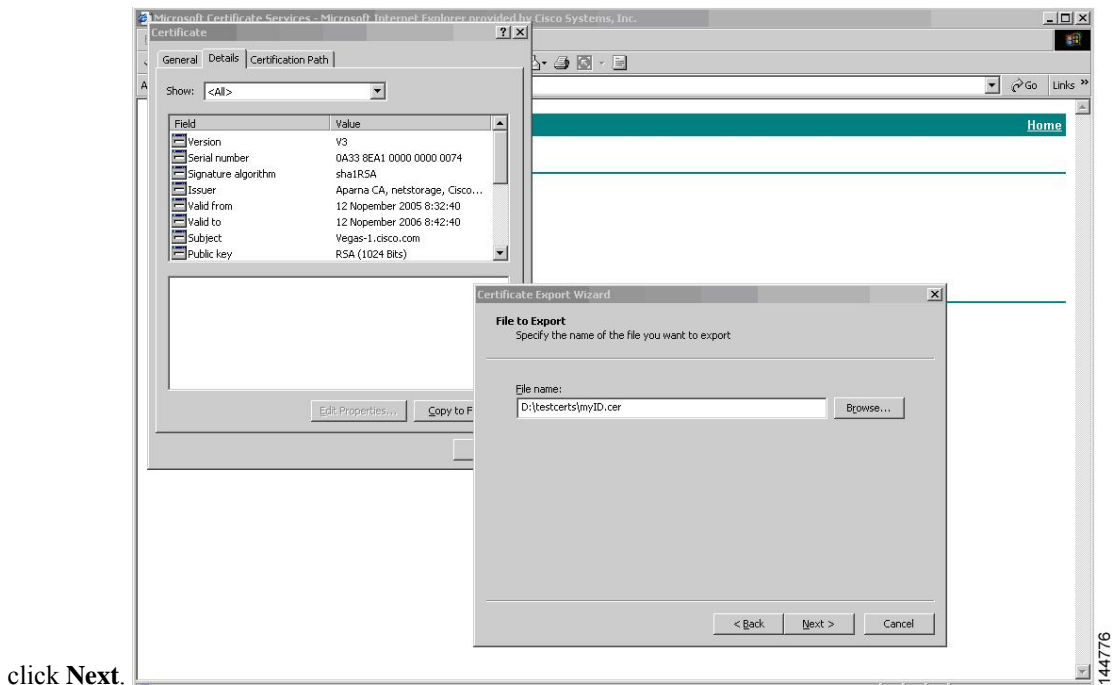 Microsoft Certificate Services - Microsoft Internet Explorer provided by Cisco Systems, Inc.
Certificate
General Details Certification Path
Go Links »
Show: <All>
Home
Field Value
Version V3
Serial number 0A33 8EA1 0000 0000 0074
Signature algorithm sha1RSA
Issuer Aparna CA, netstorage, Cisco...
Valid from 12 Nopember 2005 8:32:40
Valid to 12 Nopember 2006 8:42:40
Subject Vegas-1.cisco.com
Public key RSA (1024 Bits)
Edit Properties... Copy to F
Certificate Export Wizard
File to Export
Specify the name of the file you want to export
File name:
D:\testcerts\myID.cer Browse...
< Back Next > Cancel
144776
click Next.